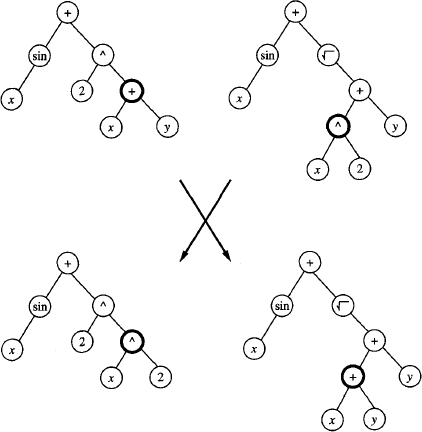 + +
sin ^ sin √
x 2 + x +
x y ^ y
x 2
+ +
sin ^ sin √
x 2 ^ x +
x 2 + y
x y